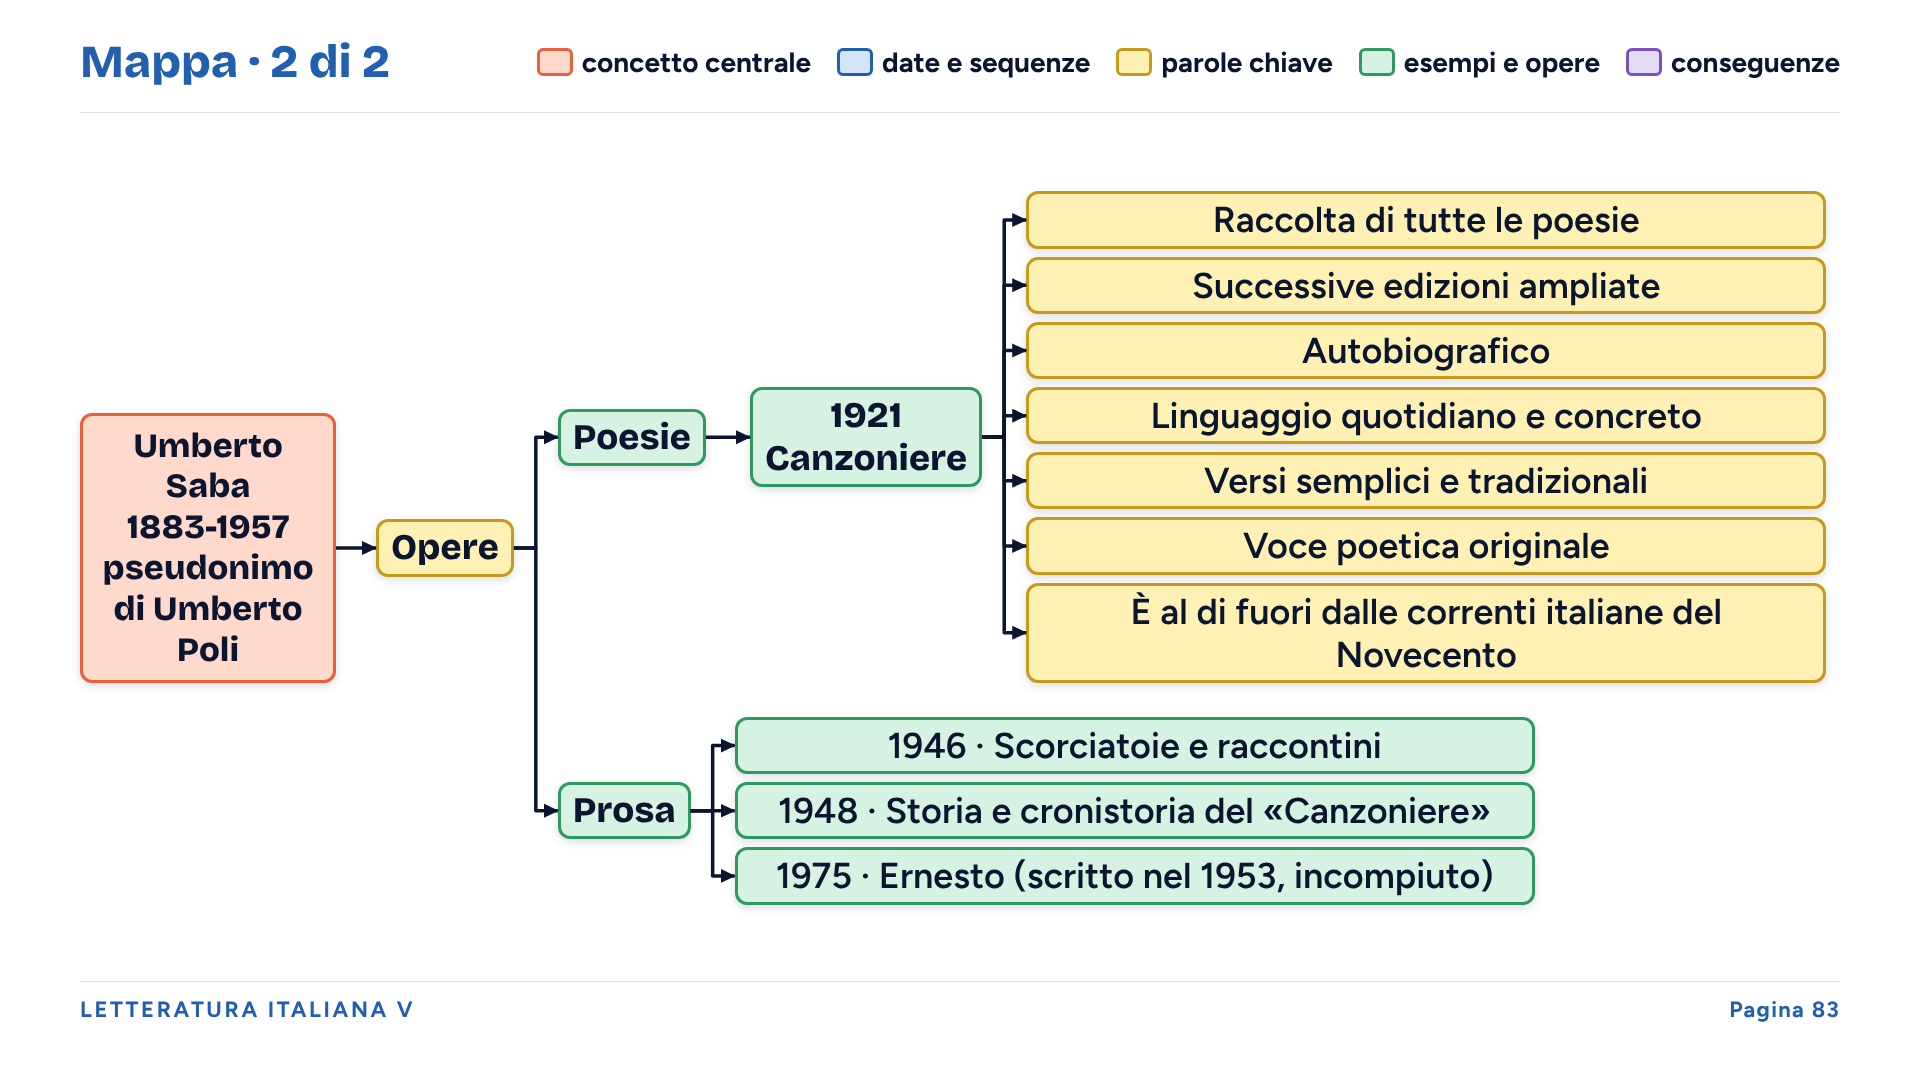 Mappa · 2 di 2
concetto centrale
date e sequenze
parole chiave
esempi e opere
conseguenze
Umberto
Saba
1883-1957
pseudonimo
di Umberto
Poli
Opere
Poesie
1921
Canzoniere
Raccolta di tutte le poesie
Successive edizioni ampliate
Autobiografico
Linguaggio quotidiano e concreto
Versi semplici e tradizionali
Voce poetica originale
È al di fuori dalle correnti italiane del
Novecento
Prosa
1946 · Scorciatoie e raccontini
1948 · Storia e cronistoria del «Canzoniere»
1975 · Ernesto (scritto nel 1953, incompiuto)
LETTERATURA ITALIANA V
Pagina 83